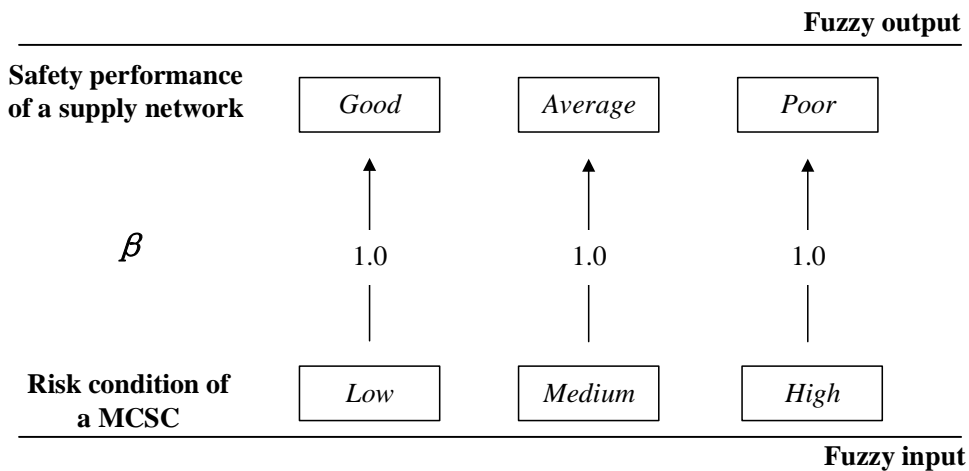 Fuzzy output
Safety performance
of a supply network
Good
Average
Poor
β
1.0
1.0
1.0
Risk condition of
a MCSC
Low
Medium
High
Fuzzy input